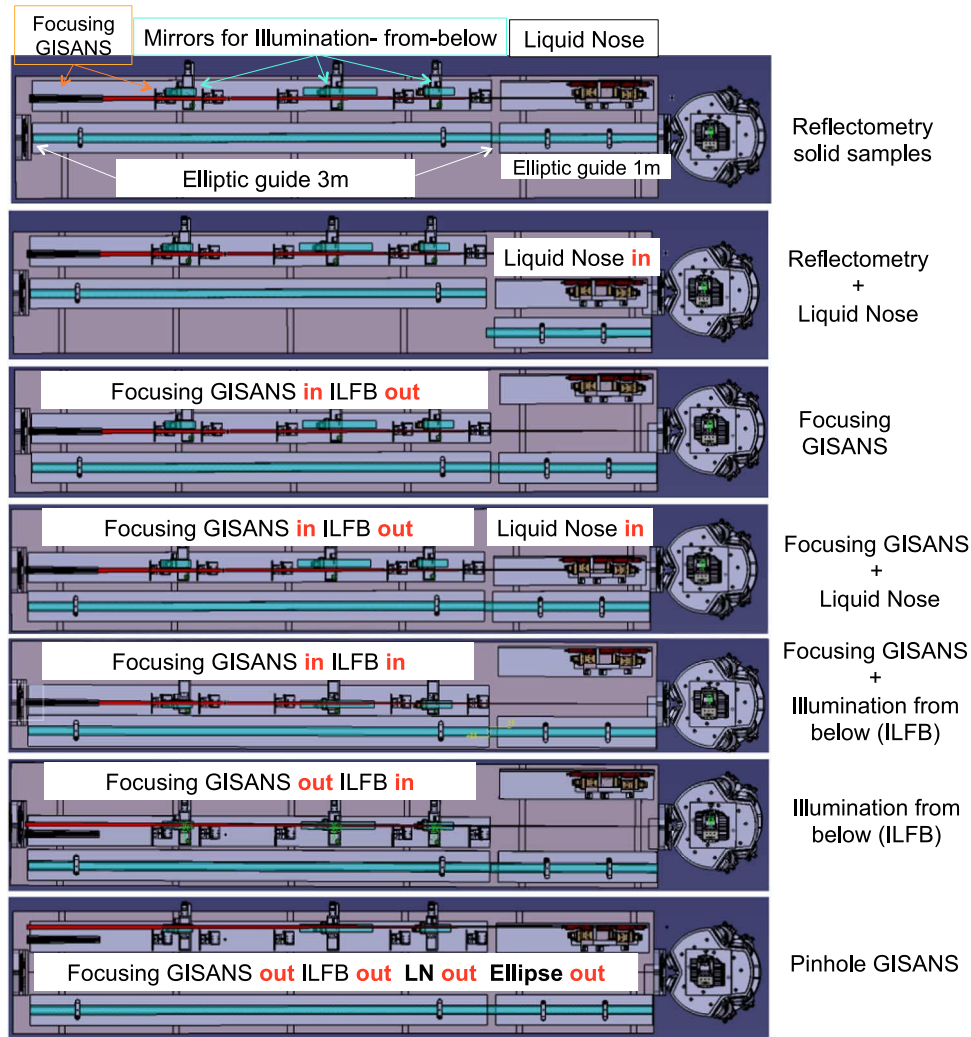 Focusing
GISANS
Mirrors for Illumination- from-below
Liquid Nose
Elliptic guide 3m
Elliptic guide 1m
Reflectometry
solid samples
Liquid Nose in
Reflectometry
+
Liquid Nose
Focusing GISANS in ILFB out
Focusing
GISANS
Focusing GISANS in ILFB out
Liquid Nose in
Focusing GISANS
+
Liquid Nose
Focusing GISANS in ILFB in
Focusing GISANS
+
Illumination from
below (ILFB)
Focusing GISANS out ILFB in
Illumination from
below (ILFB)
Focusing GISANS out ILFB out LN out Ellipse out
Pinhole GISANS